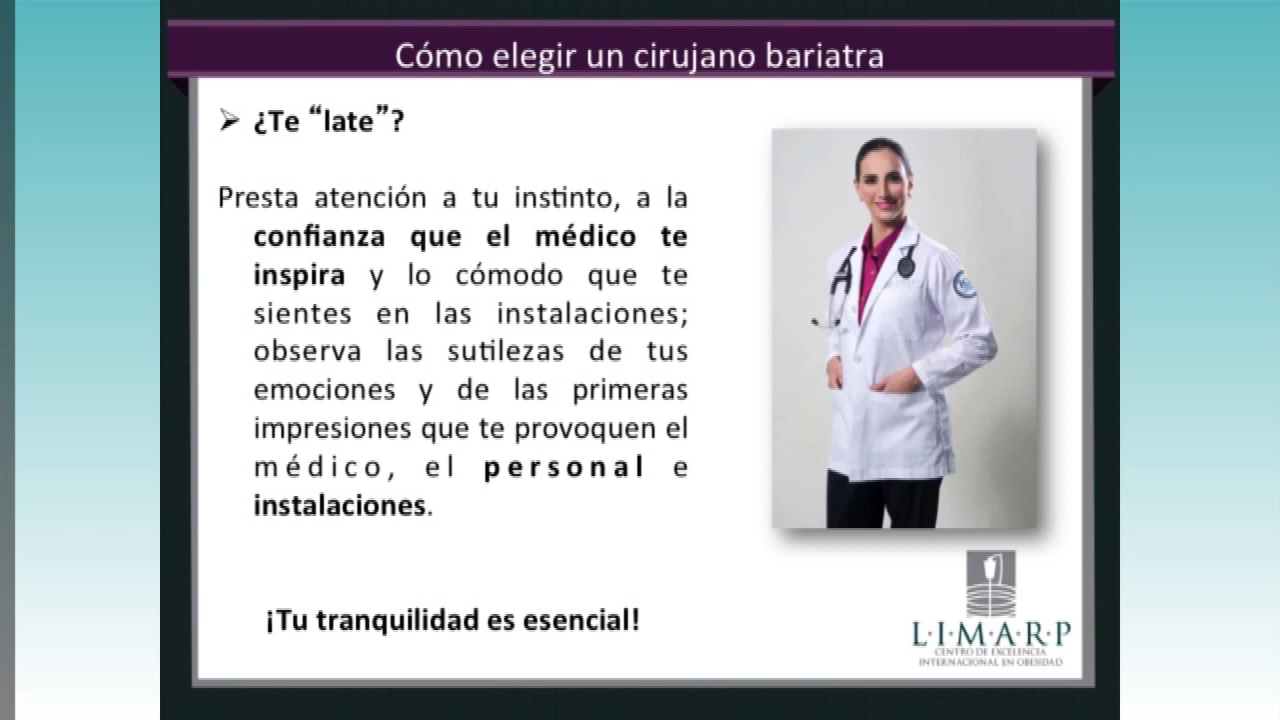 Cómo elegir un cirujano bariatra
➢ ¿Te “late”?
Presta atención a tu instinto, a la
confianza que el médico te
inspira y lo cómodo que te
sientes en las instalaciones;
observa las sutilezas de tus
emociones y de las primeras
impresiones que te provoquen el
médico, el personal e
instalaciones.
¡Tu tranquilidad es esencial!
L·I·M·A·R·P
CENTRO DE EXCELENCIA
INTERNACIONAL EN OBESIDAD